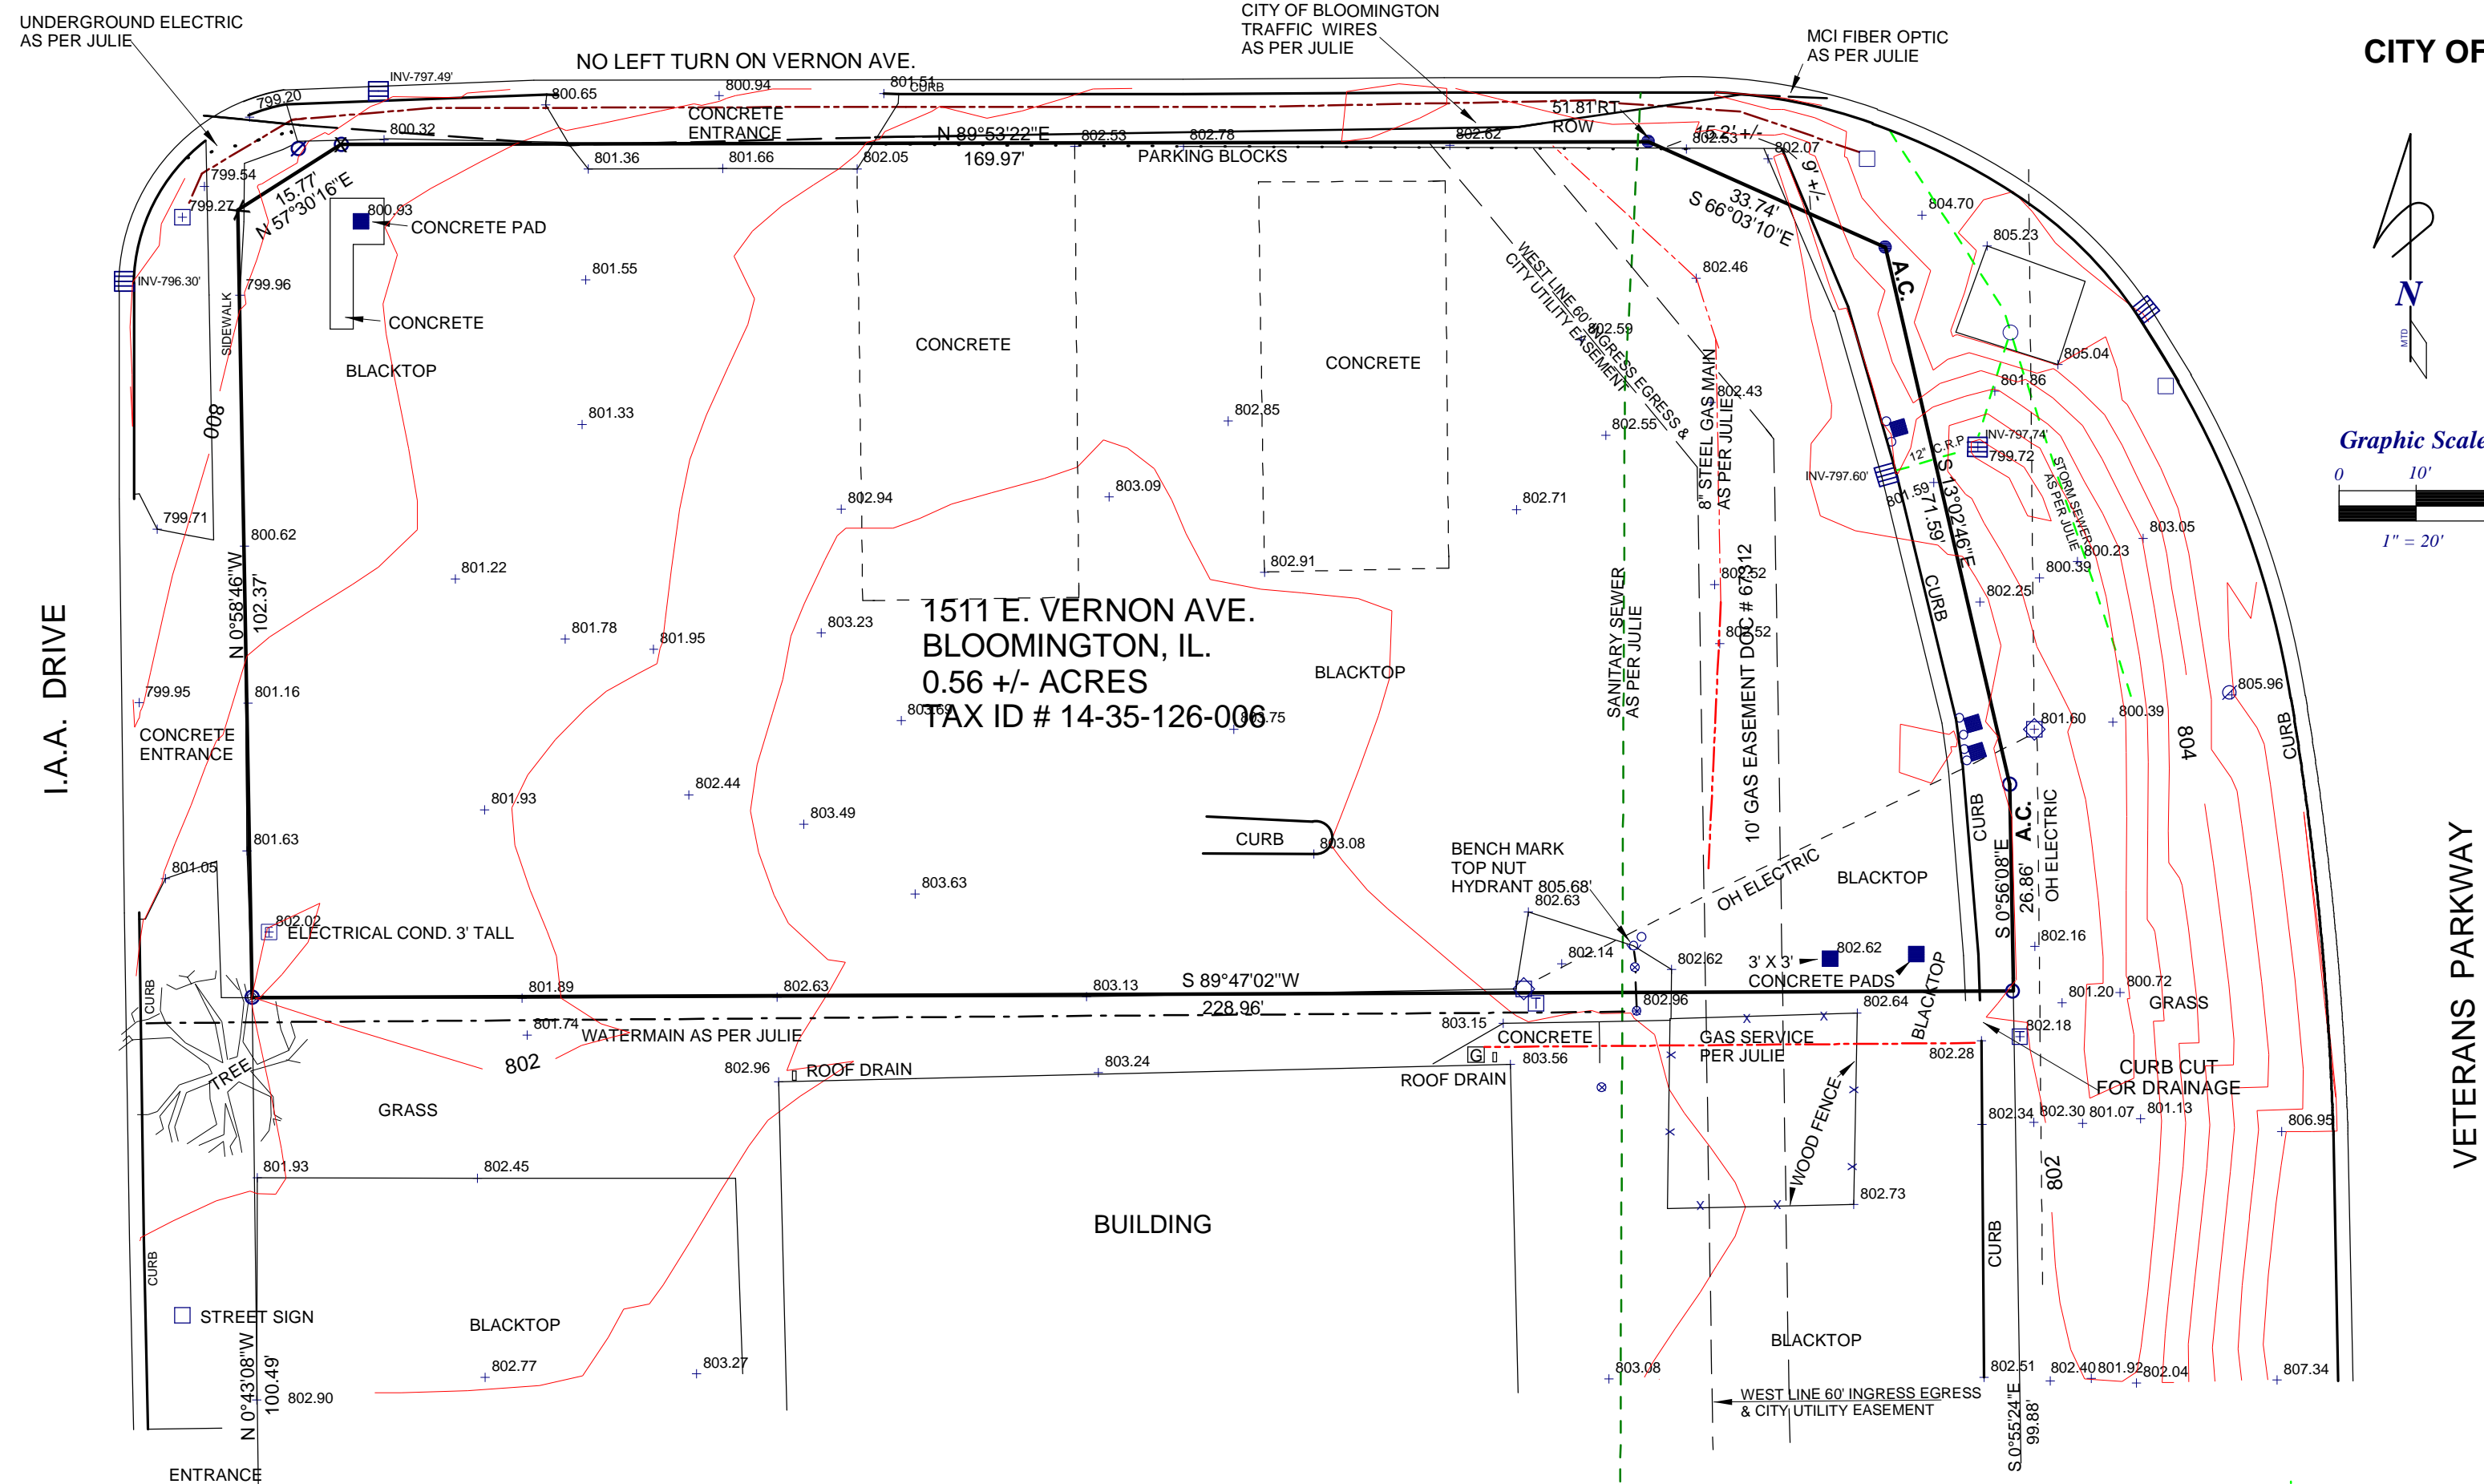 UNDERGROUND ELECTRIC
AS PER JULIE
NO LEFT TURN ON VERNON AVE.
CITY OF BLOOMINGTON
TRAFFIC WIRES
AS PER JULIE
MCI FIBER OPTIC
AS PER JULIE
CITY OF
INV-797.49'
799.20
800.65
800.94
801.51
CURB
CONCRETE
ENTRANCE
800.32
N 89°53'22"E
169.97'
802.53
802.78
PARKING BLOCKS
802.62
51.81'RT
ROW
15.2' +/-
802.53
802.07
9' +/-
801.36
801.66
802.05
799.54
799.27
15.77'
N 57°30'16"E
800.93
CONCRETE PAD
33.74'
S 66°03'10"E
804.70
805.23
A.C.
INV-796.30'
799.96
SIDEWALK
CONCRETE
801.55
802.46
WEST LINE 60' INGRESS EGRESS &
CITY UTILITY EASEMENT
802.59
N
MTD
BLACKTOP
CONCRETE
CONCRETE
805.04
801.86
800
801.33
802.85
802.55
802.43
8" STEEL GAS MAIN
AS PER JULIE
INV-797.74'
799.72
12" C.R.P
INV-797.60'
801.59
S 13°02'46"E
71.59'
STORM SEWER
AS PER JULIE
Graphic Scale
0
10'
1" = 20'
799.71
800.62
802.94
803.09
802.71
803.05
800.23
800.39
N 0°58'46"W
102.37'
801.22
802.91
802.52
802.25
CURB
I.A.A. DRIVE
1511 E. VERNON AVE.
BLOOMINGTON, IL.
0.56 +/- ACRES
TAX ID # 14-35-126-006
801.78
801.95
803.23
SANITARY SEWER
AS PER JULIE
802.52
10' GAS EASEMENT DOC # 67312
BLACKTOP
799.95
801.16
803.69
803.75
805.96
801.60
800.39
804
CURB
CONCRETE
ENTRANCE
801.93
802.44
803.49
CURB
803.08
CURB
A.C.
OH ELECTRIC
S 0°56'08"E
26.86'
801.63
801.05
BENCH MARK
TOP NUT
HYDRANT 805.68'
802.63
OH ELECTRIC
BLACKTOP
803.63
VETERANS PARKWAY
802.02
ELECTRICAL COND. 3' TALL
802.14
802.62
3' X 3'
CONCRETE PADS
802.62
BLACKTOP
802.16
CURB
801.89
802.63
803.13
S 89°47'02"W
228.96'
802.96
802.64
801.20
800.72
GRASS
801.74
WATERMAIN AS PER JULIE
803.15
CONCRETE
GAS SERVICE
PER JULIE
802.18
802
802.96
ROOF DRAIN
803.24
G
803.56
ROOF DRAIN
802.28
CURB CUT
FOR DRAINAGE
TREE
GRASS
WOOD FENCE
802.34
802.30
801.07
801.13
806.95
801.93
802.45
802.73
802
BUILDING
CURB
CURB
STREET SIGN
BLACKTOP
BLACKTOP
N 0°43'08"W
100.49'
802.77
803.27
803.08
802.51
802.40
801.92
802.04
807.34
802.90
WEST LINE 60' INGRESS EGRESS
& CITY UTILITY EASEMENT
S 0°55'24"E
99.88'
ENTRANCE